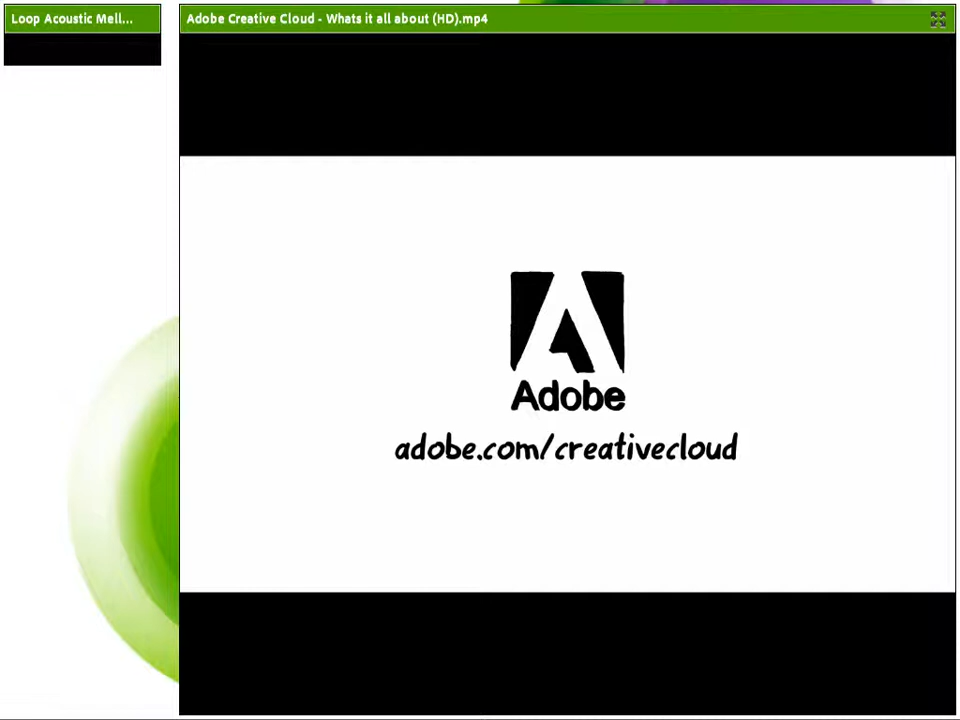 Loop Acoustic Mell...
Adobe Creative Cloud - Whats it all about (HD).mp4
Adobe
adobe.com/creativecloud